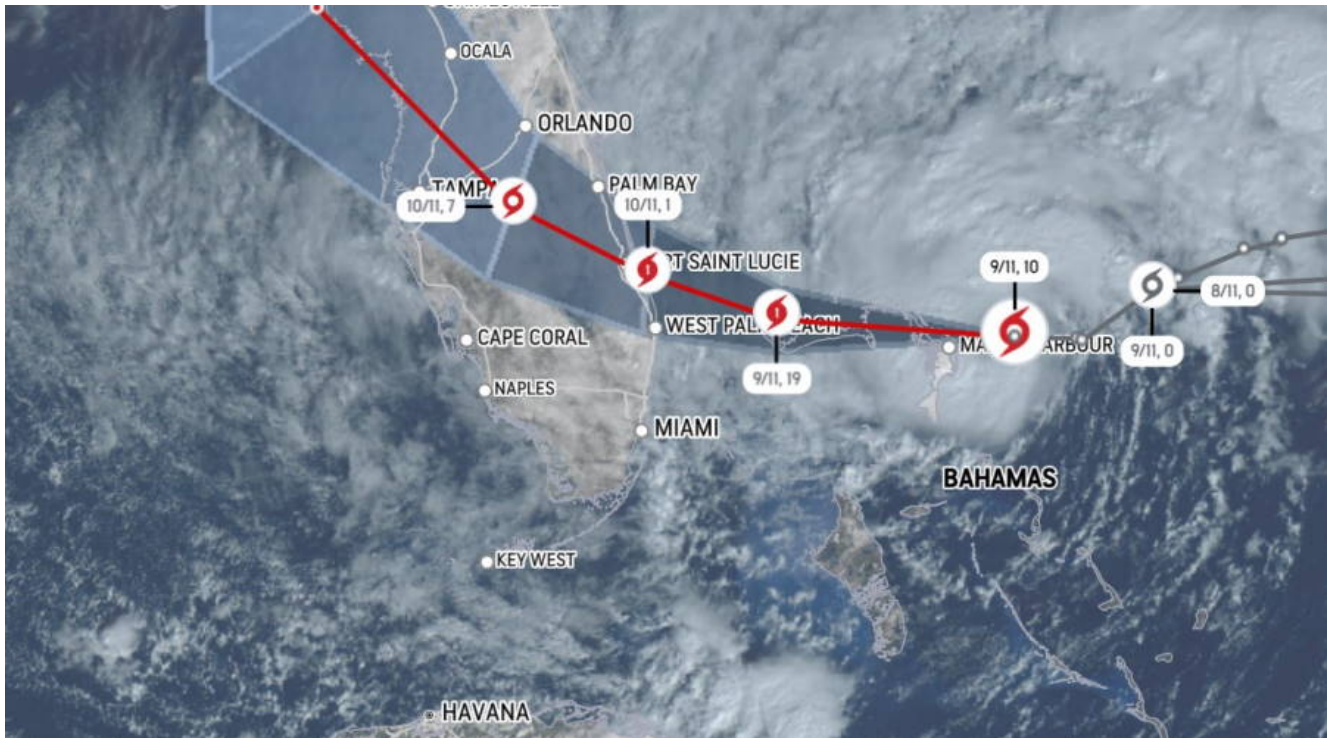 OCALA
ORLANDO
TAMPA
PALM BAY
10/11, 7
10/11, 1
SAINT LUCIE
9/11, 10
8/11, 0
WEST PALM BEACH
CAPE CORAL
9/11, 0
9/11, 19
NAPLES
MIAMI
BAHAMAS
KEY WEST
HAVANA